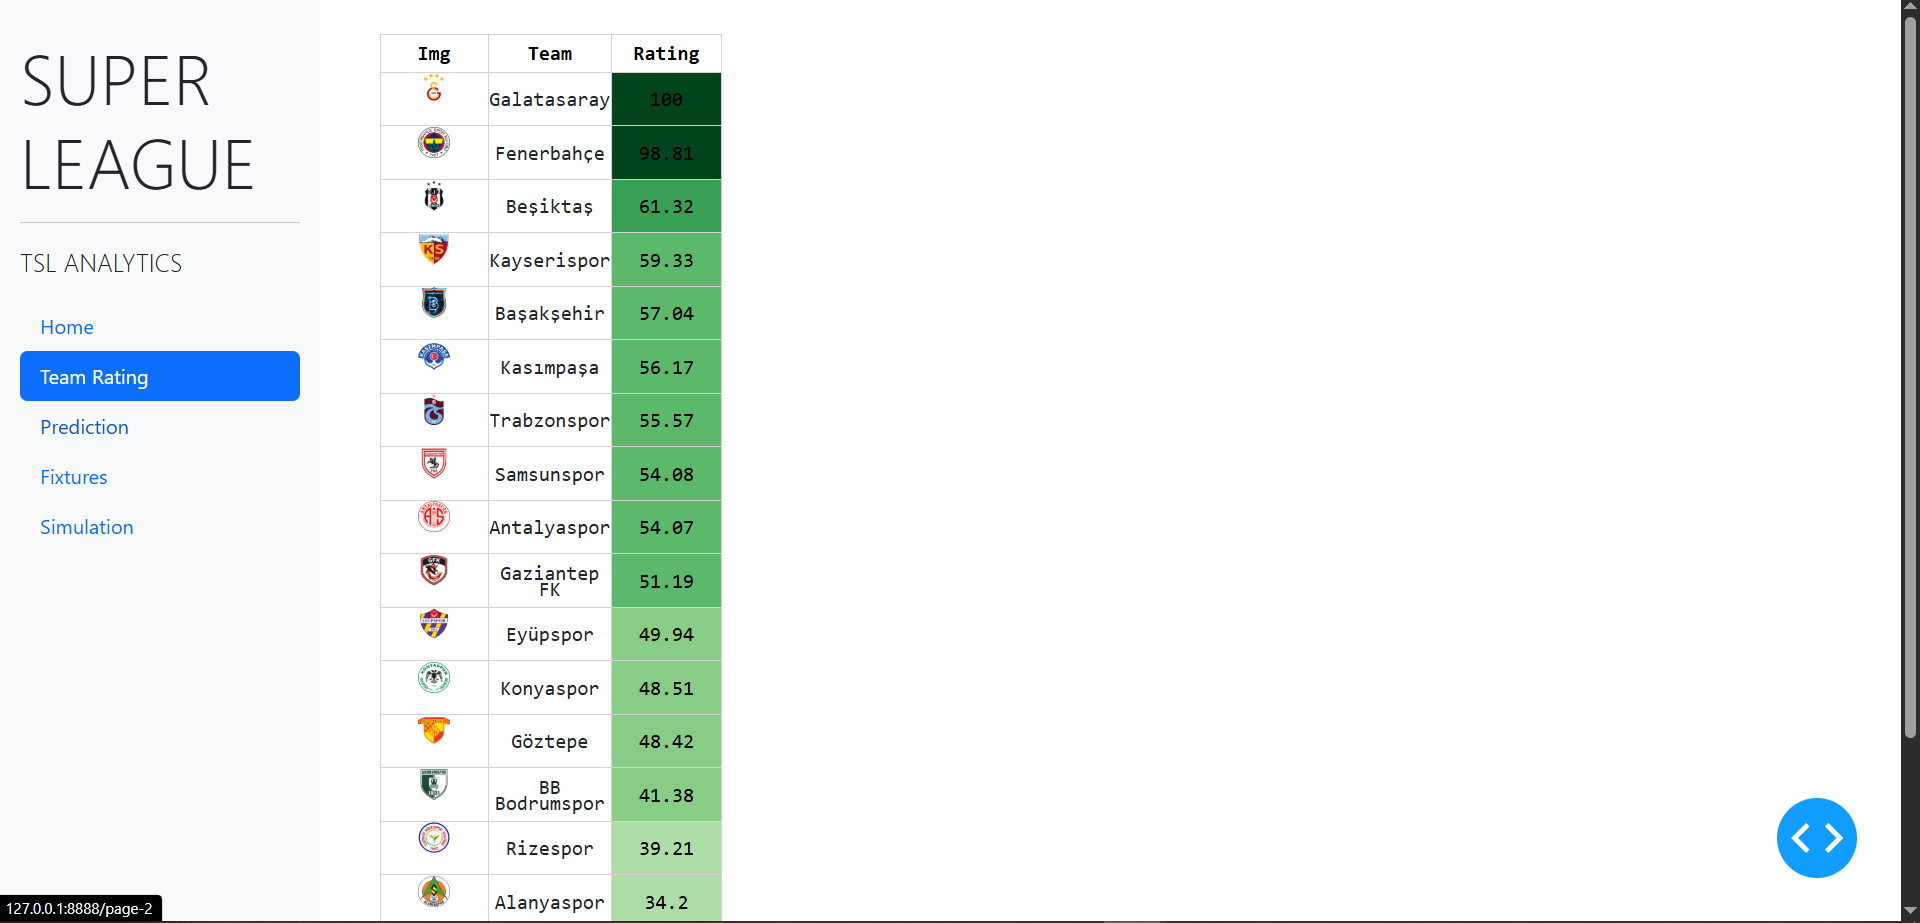 SUPER
LEAGUE
TSL ANALYTICS
Home
Team Rating
Prediction
Fixtures
Simulation
Img Team Rating
Galatasaray 100
Fenerbahçe 98.81
Beşiktaş 61.32
Kayserispor 59.33
Başakşehir 57.04
Kasımpaşa 56.17
Trabzonspor 55.57
Samsunspor 54.08
Antalyaspor 54.07
Gaziantep
FK 51.19
Eyüpspor 49.94
Konyaspor 48.51
Göztepe 48.42
BB
Bodrumspor 41.38
Rizespor 39.21
Alanyaspor 34.2
127.0.0.1:8888/page-2